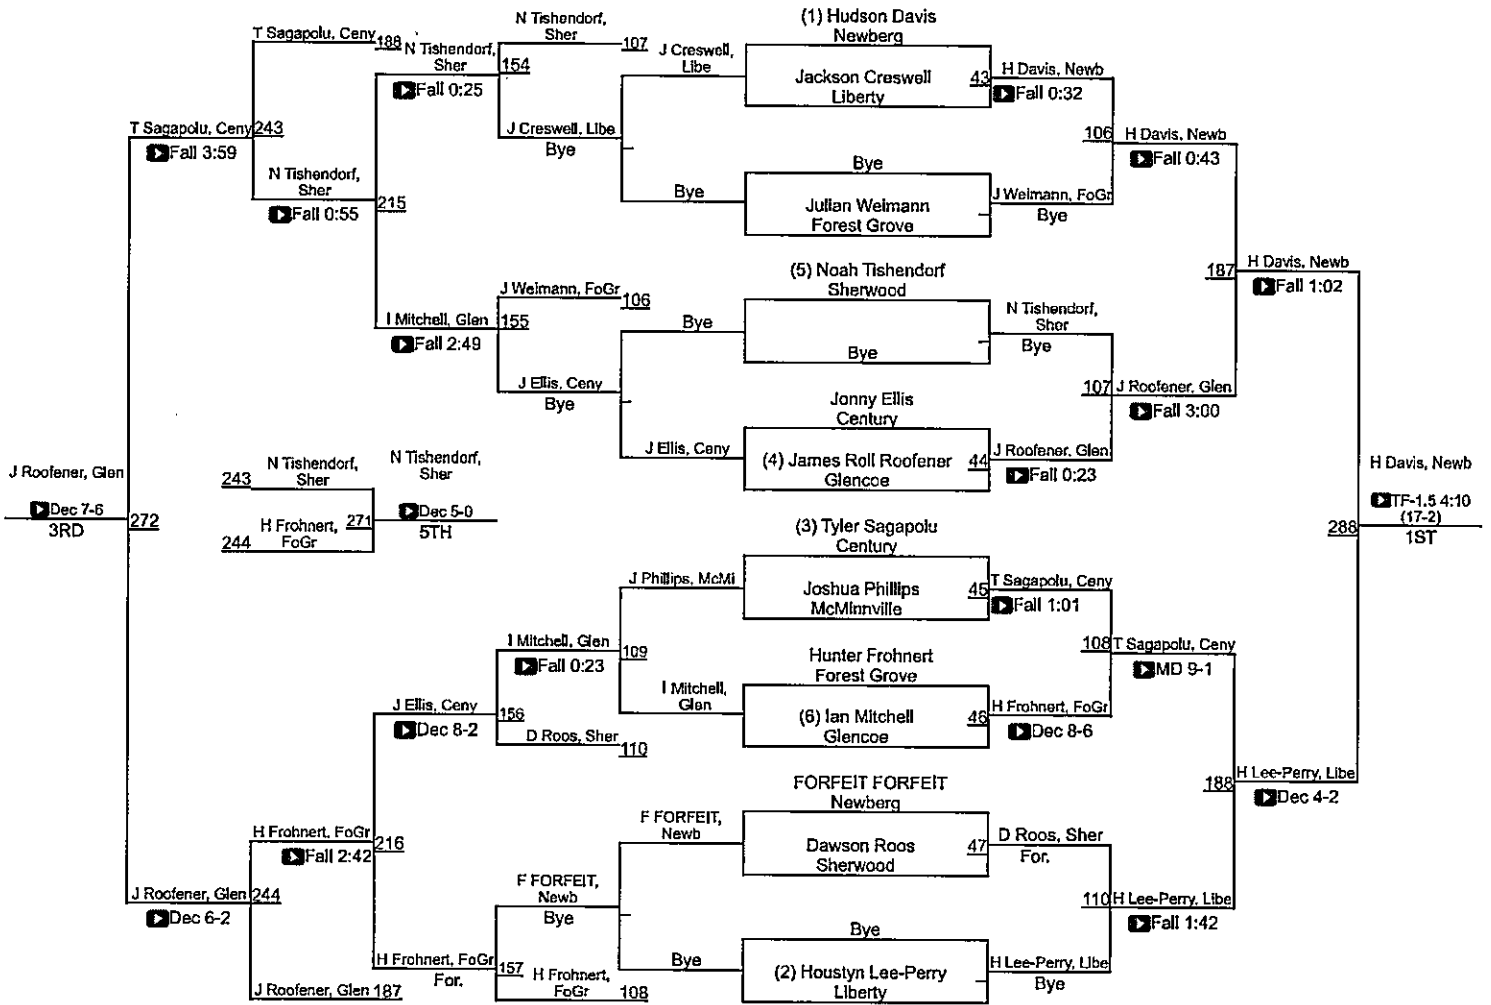 (1) Hudson Davis
Newberg
Jackson Creswell
Liberty
43
H Davis, Newb
Fall 0:32
Bye
Julian Weimann
Forest Grove
J Weimann, FoGr
Bye
106
H Davis, Newb
Fall 0:43
(5) Noah Tishendorf
Sherwood
Bye
N Tishendorf,
Sher
Bye
Jonny Ellis
Century
(4) James Roll Roofener
Glencoe
44
J Roofener, Glen
Fall 0:23
107
J Roofener, Glen
Fall 3:00
187
H Davis, Newb
Fall 1:02
(3) Tyler Sagapolu
Century
Joshua Phillips
McMinnville
45
T Sagapolu, Ceny
Fall 1:01
Hunter Frohnert
Forest Grove
(6) Ian Mitchell
Glencoe
46
H Frohnert, FoGr
Dec 8-6
108
T Sagapolu, Ceny
MD 9-1
FORFEIT FORFEIT
Newberg
Dawson Roos
Sherwood
47
D Roos, Sher
For.
Bye
(2) Houstyn Lee-Perry
Liberty
H Lee-Perry, Libe
Bye
110
H Lee-Perry, Libe
Fall 1:42
188
H Lee-Perry, Libe
Dec 4-2
288
H Davis, Newb
TF-1.5 4:10
(17-2)
1ST
J Creswell,
Libe
Bye
J Creswell, Libe
Bye
N Tishendorf,
Sher
107
154
N Tishendorf,
Sher
Fall 0:25
Bye
J Ellis, Ceny
J Ellis, Ceny
Bye
J Weimann, FoGr
106
155
I Mitchell, Glen
Fall 2:49
215
N Tishendorf,
Sher
Fall 0:55
T Sagapolu, Ceny
188
243
T Sagapolu, Ceny
Fall 3:59
J Phillips, McMi
I Mitchell,
Glen
109
I Mitchell, Glen
Fall 0:23
D Roos, Sher
110
156
J Ellis, Ceny
Dec 8-2
F FORFEIT,
Newb
Bye
F FORFEIT,
Newb
Bye
H Frohnert,
FoGr
108
157
H Frohnert, FoGr
For.
216
H Frohnert, FoGr
Fall 2:42
J Roofener, Glen
187
244
J Roofener, Glen
Dec 6-2
272
J Roofener, Glen
Dec 7-6
3RD
243
N Tishendorf,
Sher
244
H Frohnert,
FoGr
271
N Tishendorf,
Sher
Dec 5-0
5TH